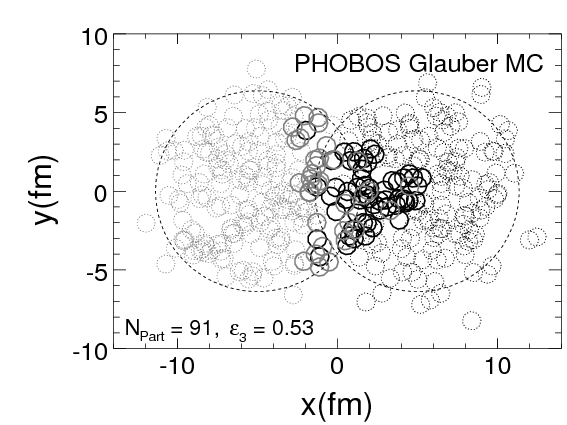 10
PHOBOS Glauber MC
5
y(fm)
0
-5
N_Part = 91, ε_3 = 0.53
-10
-10 0 10
x(fm)